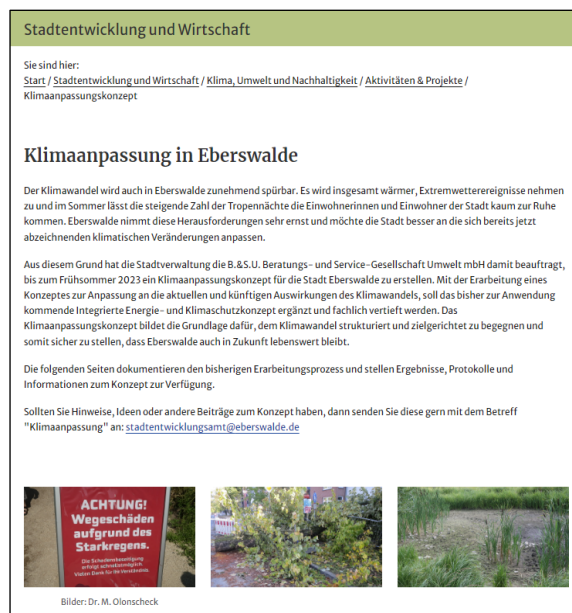 Stadtentwicklung und Wirtschaft
Sie sind hier:
Start / Stadtentwicklung und Wirtschaft / Klima, Umwelt und Nachhaltigkeit / Aktivitäten & Projekte /
Klimaanpassungskonzept
Klimaanpassung in Eberswalde
Der Klimawandel wird auch in Eberswalde zunehmend spürbar. Es wird insgesamt wärmer, Extremwetterereignisse nehmen
zu und im Sommer lässt die steigende Zahl der Tropennächte die Einwohnerinnen und Einwohner der Stadt kaum zur Ruhe
kommen. Eberswalde nimmt diese Herausforderungen sehr ernst und möchte die Stadt besser an die sich bereits jetzt
abzeichnenden klimatischen Veränderungen anpassen.
Aus diesem Grund hat die Stadtverwaltung die B.&S.U. Beratungs- und Service-Gesellschaft Umwelt mbH damit beauftragt,
bis zum Frühsommer 2023 ein Klimaanpassungskonzept für die Stadt Eberswalde zu erstellen. Mit der Erarbeitung eines
Konzeptes zur Anpassung an die aktuellen und künftigen Auswirkungen des Klimawandels, soll das bisher zur Anwendung
kommende Integrierte Energie- und Klimaschutzkonzept ergänzt und fachlich vertieft werden. Das
Klimaanpassungskonzept bildet die Grundlage dafür, dem Klimawandel strukturiert und zielgerichtet zu begegnen und
somit sicher zu stellen, dass Eberswalde auch in Zukunft lebenswert bleibt.
Die folgenden Seiten dokumentieren den bisherigen Erarbeitungsprozess und stellen Ergebnisse, Protokolle und
Informationen zum Konzept zur Verfügung.
Sollten Sie Hinweise, Ideen oder andere Beiträge zum Konzept haben, dann senden Sie diese gern mit dem Betreff
"Klimaanpassung" an: stadtentwicklungsamt@eberswalde.de
ACHTUNG!
Wegeschäden
aufgrund des
Starkregens.
Die Schadensbeseitigung
erfolgt schnellstmöglich.
Vielen Dank für Ihr Verständnis.
Bilder: Dr. M. Olonscheck